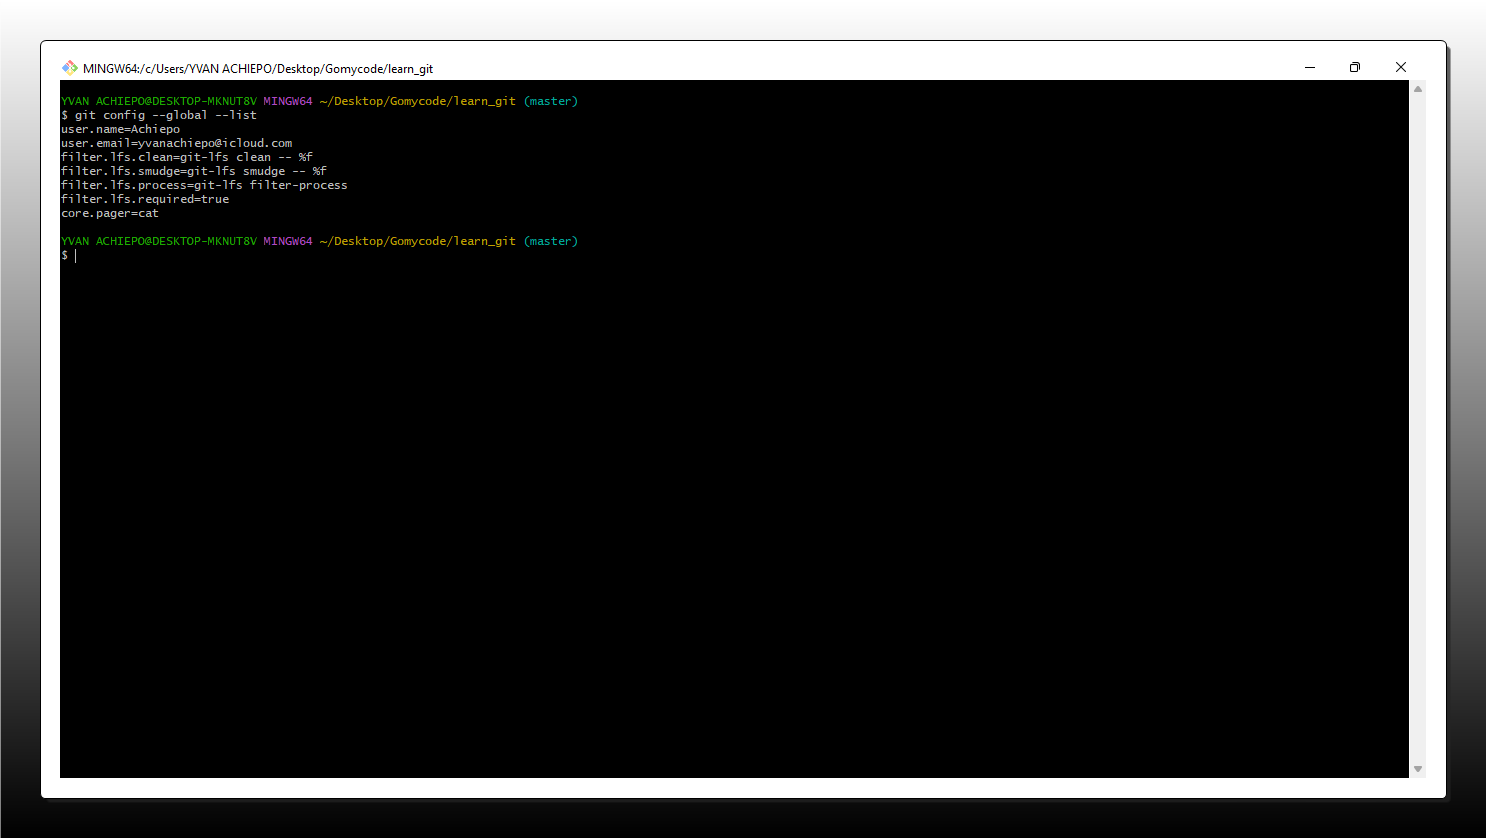 MINGW64:/c/Users/YVAN ACHIEPO/Desktop/Gomycode/learn_git
YVAN ACHIEPO@DESKTOP-MKNUT8V MINGW64 ~/Desktop/Gomycode/learn_git (master)
$ git config --global --list
user.name=Achiepo
user.email=yvanachiepo@icloud.com
filter.lfs.clean=git-lfs clean -- %f
filter.lfs.smudge=git-lfs smudge -- %f
filter.lfs.process=git-lfs filter-process
filter.lfs.required=true
core.pager=cat
YVAN ACHIEPO@DESKTOP-MKNUT8V MINGW64 ~/Desktop/Gomycode/learn_git (master)
$